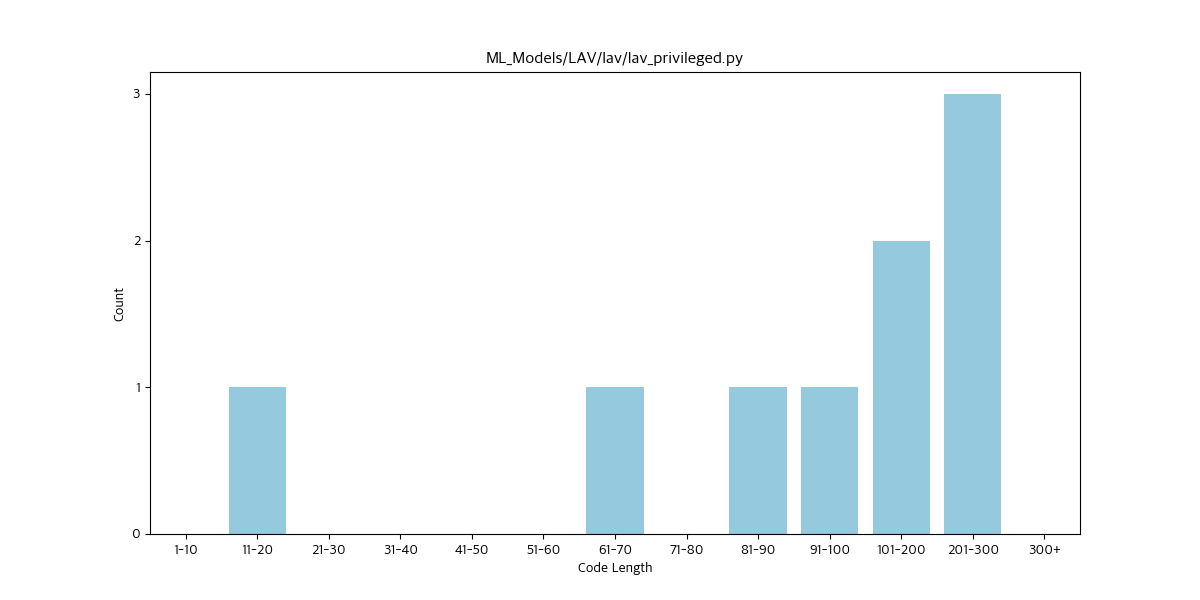 ML_Models/LAV/lav/lav_privileged.py
Count
3
2
1
0
1-10 11-20 21-30 31-40 41-50 51-60 61-70 71-80 81-90 91-100 101-200 201-300 300+
Code Length